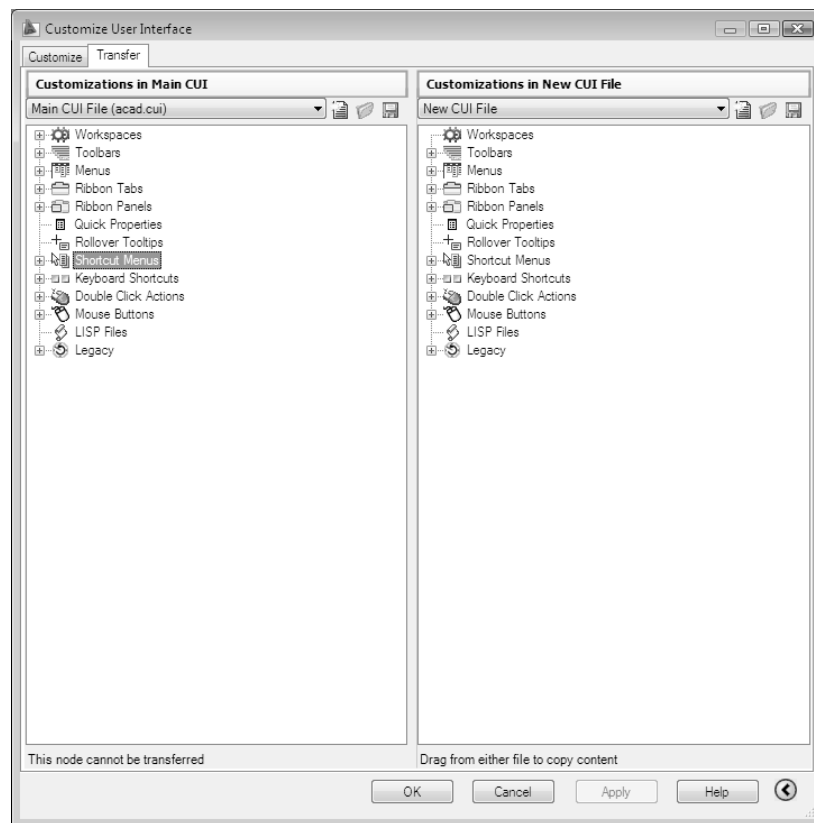 Customize User Interface
Customize Transfer
Customizations in Main CUI
Main CUI File (acad.cui)
Workspaces
Toolbars
Menus
Ribbon Tabs
Ribbon Panels
Quick Properties
Rollover Tooltips
Shortcut Menus
Keyboard Shortcuts
Double Click Actions
Mouse Buttons
LISP Files
Legacy
This node cannot be transferred
Customizations in New CUI File
New CUI File
Workspaces
Toolbars
Menus
Ribbon Tabs
Ribbon Panels
Quick Properties
Rollover Tooltips
Shortcut Menus
Keyboard Shortcuts
Double Click Actions
Mouse Buttons
LISP Files
Legacy
Drag from either file to copy content
OK Cancel Apply Help